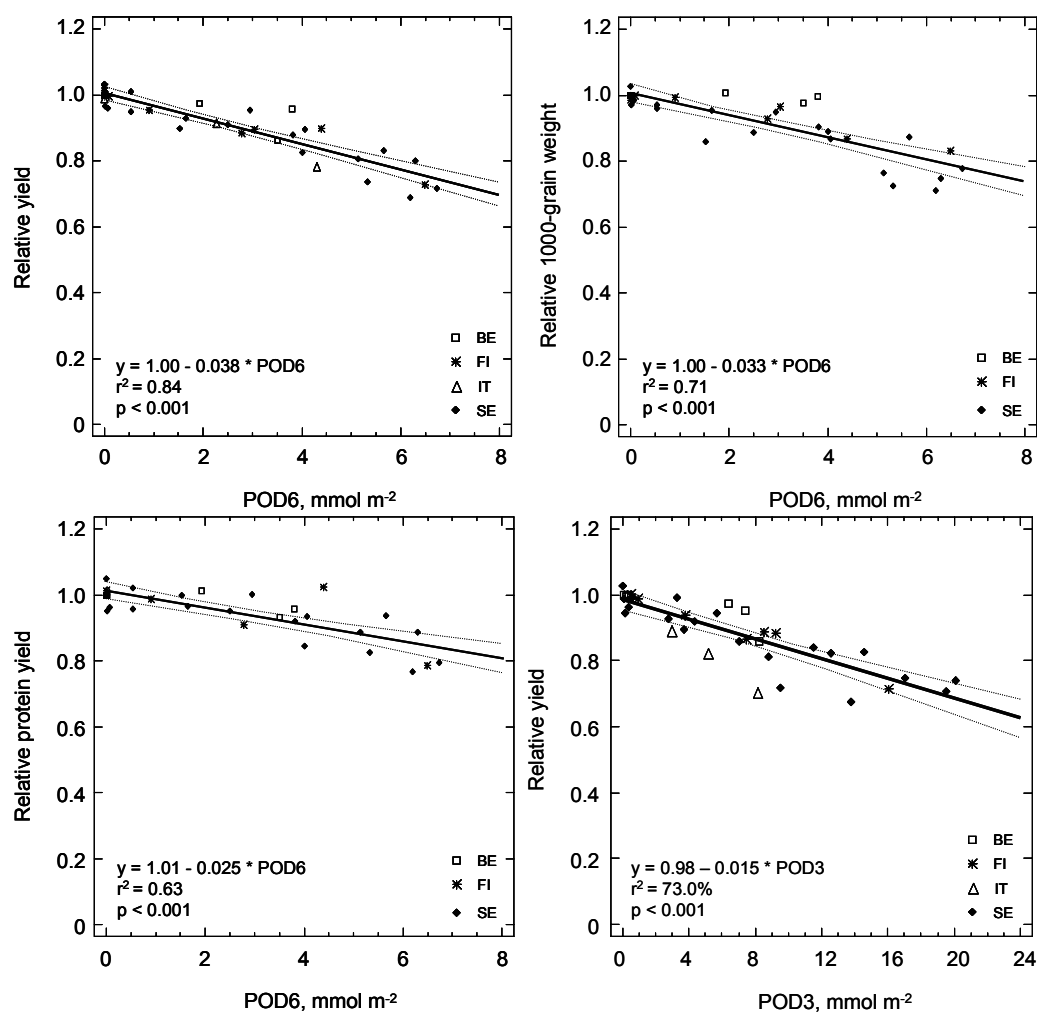 1.2
1.0
0.8
0.6
0.4
0.2
0
Relative yield
BE
FI
IT
SE
y = 1.00 - 0.038 * POD6
r² = 0.84
p < 0.001
0 2 4 6 8
POD6, mmol m⁻²
1.2
1.0
0.8
0.6
0.4
0.2
0
Relative 1000-grain weight
BE
FI
SE
y = 1.00 - 0.033 * POD6
r² = 0.71
p < 0.001
0 2 4 6 8
POD6, mmol m⁻²
1.2
1.0
0.8
0.6
0.4
0.2
0
Relative protein yield
BE
FI
SE
y = 1.01 - 0.025 * POD6
r² = 0.63
p < 0.001
0 2 4 6 8
POD6, mmol m⁻²
1.2
1.0
0.8
0.6
0.4
0.2
0
Relative yield
BE
FI
IT
SE
y = 0.98 – 0.015 * POD3
r² = 73.0%
p < 0.001
0 4 8 12 16 20 24
POD3, mmol m⁻²